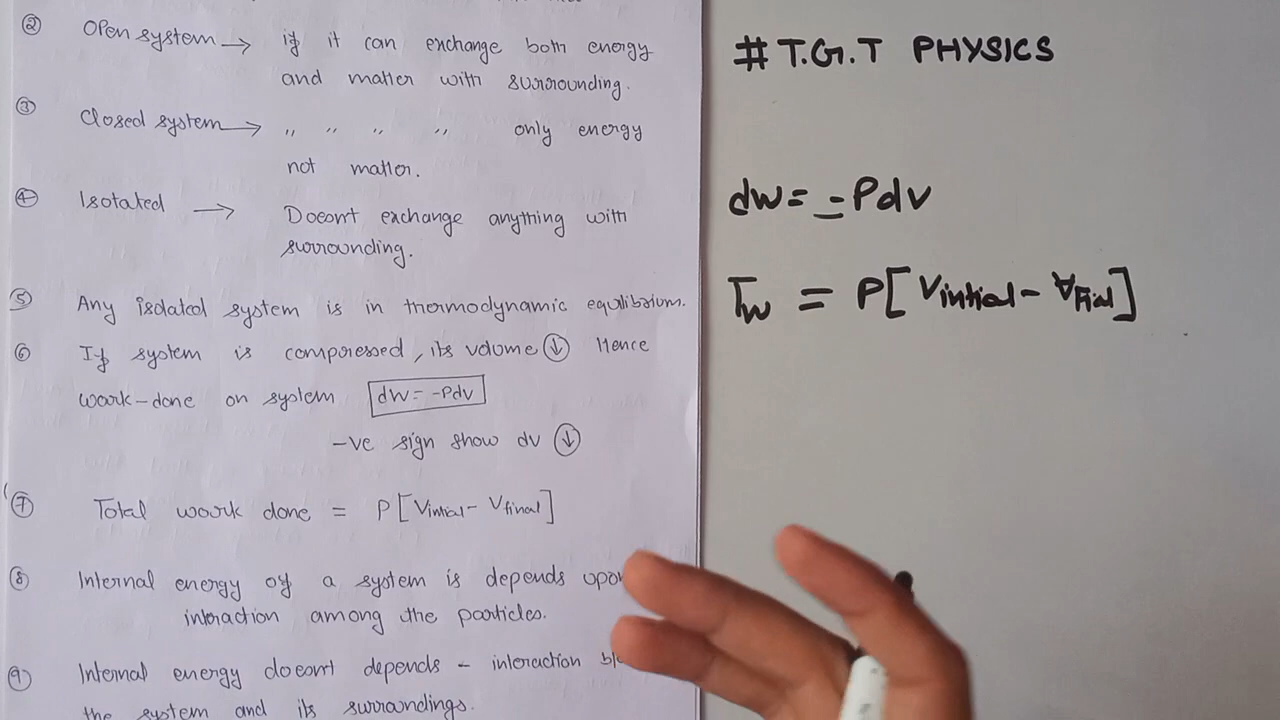 ② Open system → if it can exchange both energy
and matter with surrounding.
③ Closed system → " " " " only energy
not matter.
④ Isolated → Doesn't exchange anything with
surrounding.
⑤ Any isolated system is in thermodynamic equilibrium.
⑥ If system is compressed, its volume ↓ Hence
work-done on system dw = -Pdv
-ve sign show dv ↓
⑦ Total work done = P[Vintial - Vfinal]
⑧ Internal energy of a system is depends upon
interaction among the particles.
⑨ Internal energy doesn't depends - interaction
the system and its surroundings.
# T.G.T PHYSICS
dw = -Pdv
Tw = P[Vintial - VFinal]